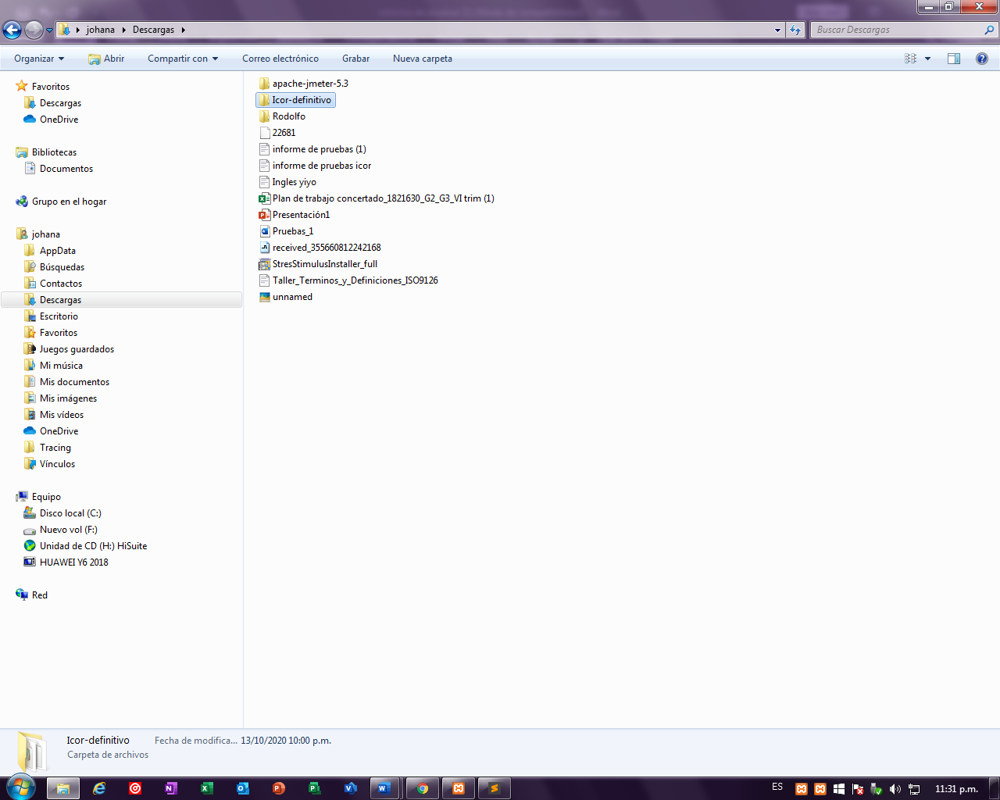 johana Descargas
Buscar Descargas
Organizar Abrir Compartir con Correo electrónico Grabar Nueva carpeta
Favoritos
Descargas
OneDrive
Bibliotecas
Documentos
Grupo en el hogar
johana
AppData
Búsquedas
Contactos
Descargas
Escritorio
Favoritos
Juegos guardados
Mi música
Mis documentos
Mis imágenes
Mis vídeos
OneDrive
Tracing
Vínculos
Equipo
Disco local (C:)
Nuevo vol (F:)
Unidad de CD (H:) HiSuite
HUAWEI Y6 2018
Red
apache-jmeter-5.3
Icor-definitivo
Rodolfo
22681
informe de pruebas (1)
informe de pruebas icor
Ingles yiyo
Plan de trabajo concertado_1821630_G2_G3_VI trim (1)
Presentación1
Pruebas_1
received_355660812242168
StresStimulusInstaller_full
Taller_Terminos_y_Definiciones_ISO9126
unnamed
Icor-definitivo Fecha de modifica... 13/10/2020 10:00 p.m.
Carpeta de archivos
ES 11:31 p.m.